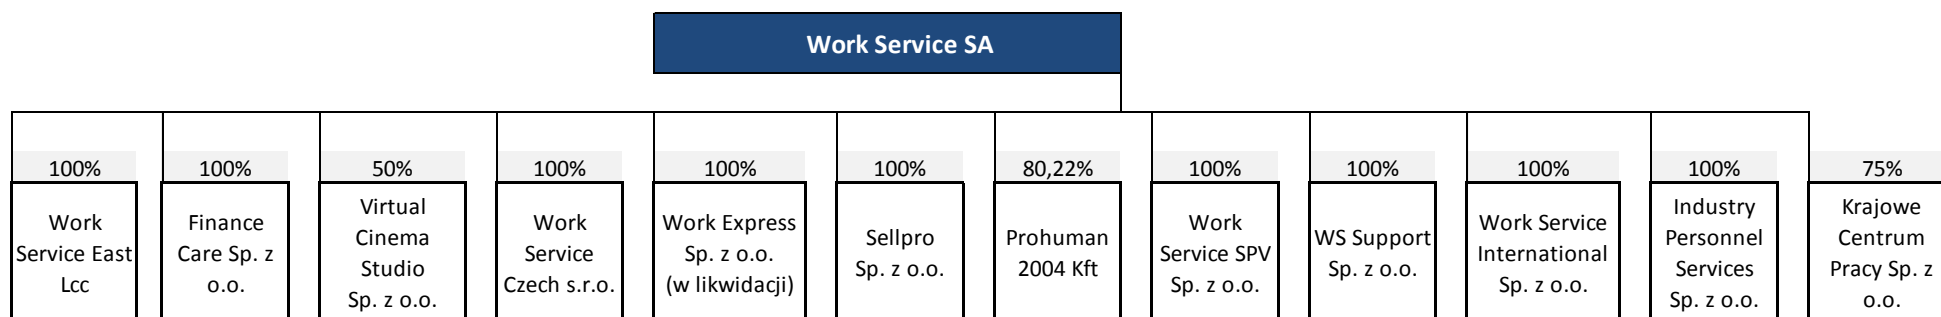 Work Service SA
100%
100%
50%
100%
100%
100%
80,22%
100%
100%
100%
100%
75%
Work
Service East
Lcc
Finance
Care Sp. z
o.o.
Virtual
Cinema
Studio
Sp. z o.o.
Work
Service
Czech s.r.o.
Work Express
Sp. z o.o.
(w likwidacji)
Sellpro
Sp. z o.o.
Prohuman
2004 Kft
Work
Service SPV
Sp. z o.o.
WS Support
Sp. z o.o.
Work Service
International
Sp. z o.o.
Industry
Personnel
Services
Sp. z o.o.
Krajowe
Centrum
Pracy Sp. z
o.o.